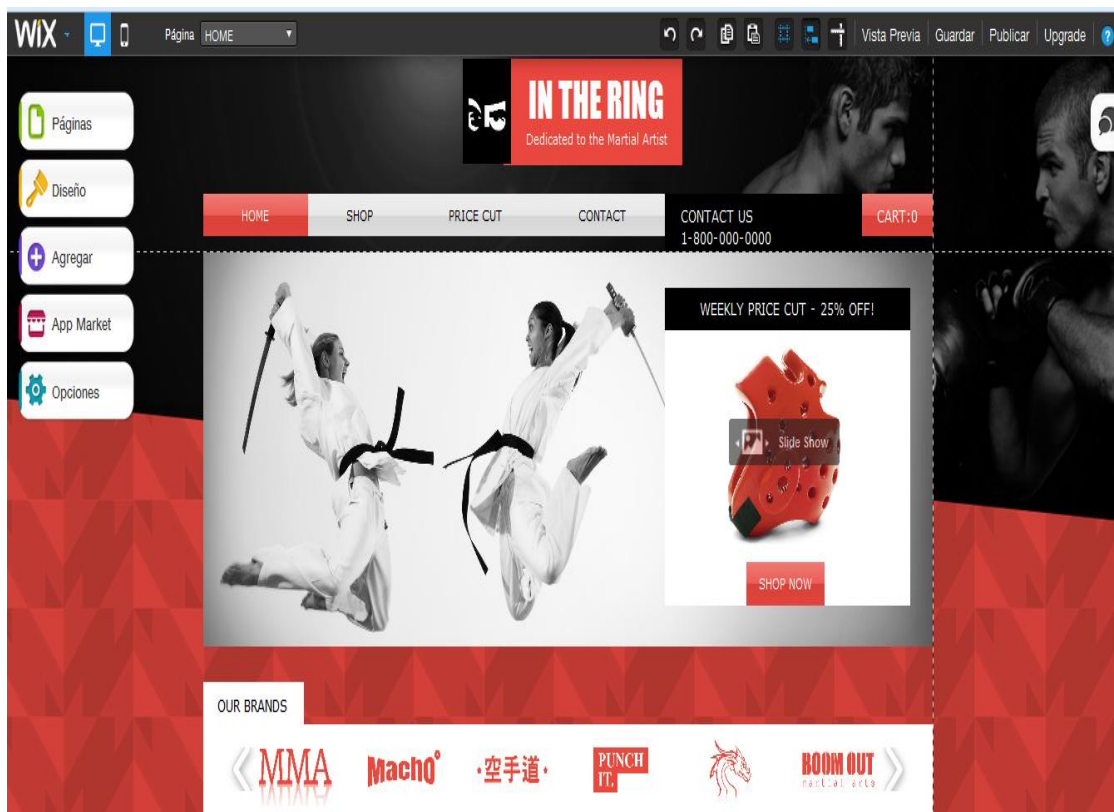 WiX
Página HOME
Vista Previa Guardar Publicar Upgrade ?
Páginas
Diseño
Agregar
App Market
Opciones
IN THE RING
Dedicated to the Martial Artist
HOME SHOP PRICE CUT CONTACT
CONTACT US
1-800-000-0000
CART:0
WEEKLY PRICE CUT - 25% OFF!
Slide Show
SHOP NOW
OUR BRANDS
MMA
Macho
·空手道·
PUNCH
IT.
BOOM OUT
martial arts